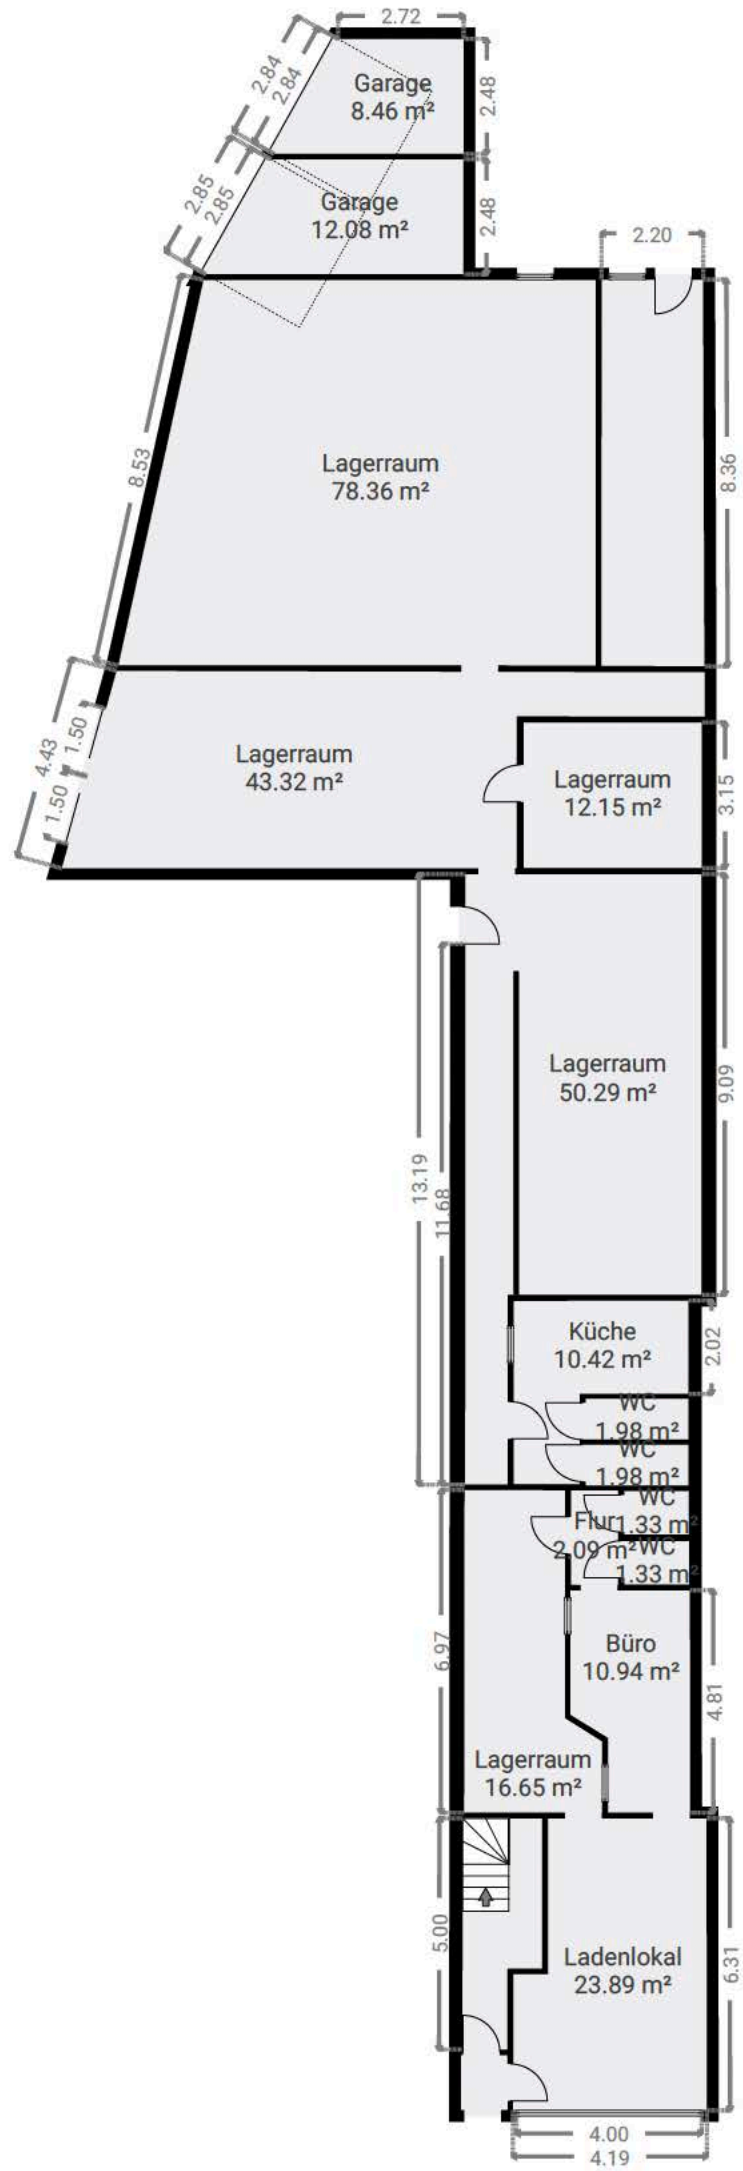 2.72
2.84
2.84
Garage
8.46 m²
2.48
2.85
2.85
Garage
12.08 m²
2.48
2.20
8.53
Lagerraum
78.36 m²
8.36
4.43
1.50
1.50
Lagerraum
43.32 m²
Lagerraum
12.15 m²
3.15
Lagerraum
50.29 m²
9.09
13.19
11.68
Küche
10.42 m²
2.02
WC
1.98 m²
WC
1.98 m²
WC
1.33 m²
Flur
2.09 m²
WC
1.33 m²
6.97
Büro
10.94 m²
4.81
Lagerraum
16.65 m²
5.00
Ladenlokal
23.89 m²
6.31
4.00
4.19